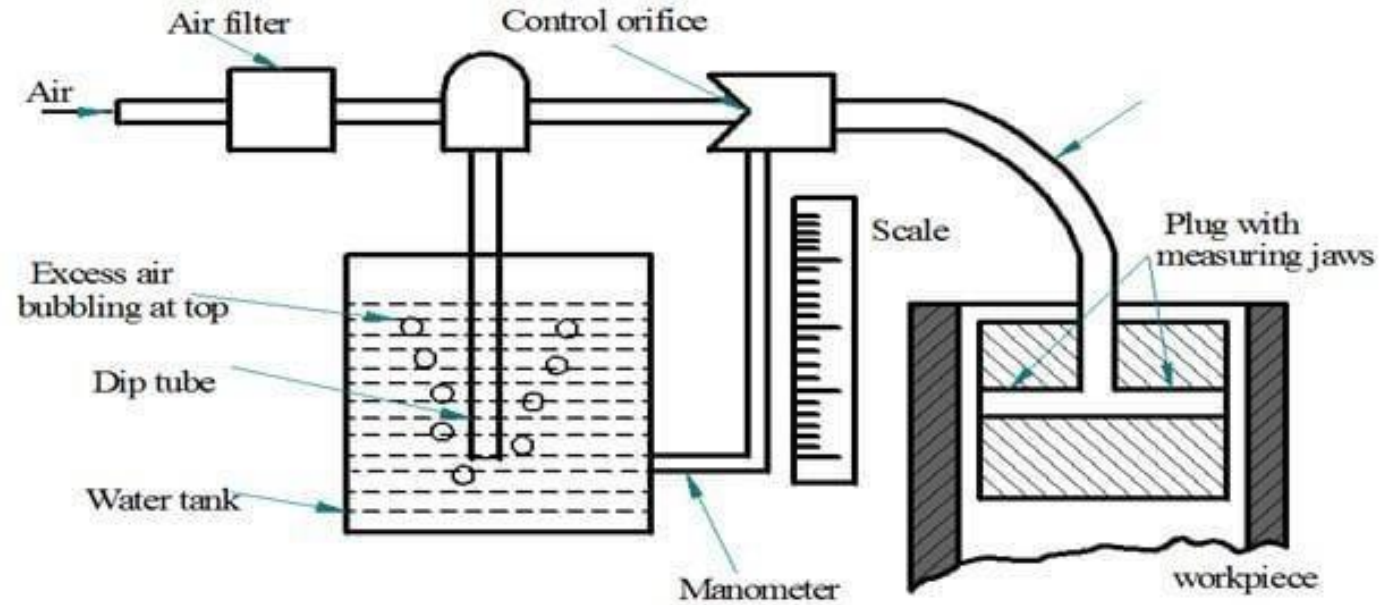 Air filter
Control orifice
Air
Scale
Plug with
measuring jaws
Excess air
bubbling at top
Dip tube
Water tank
Manometer
workpiece